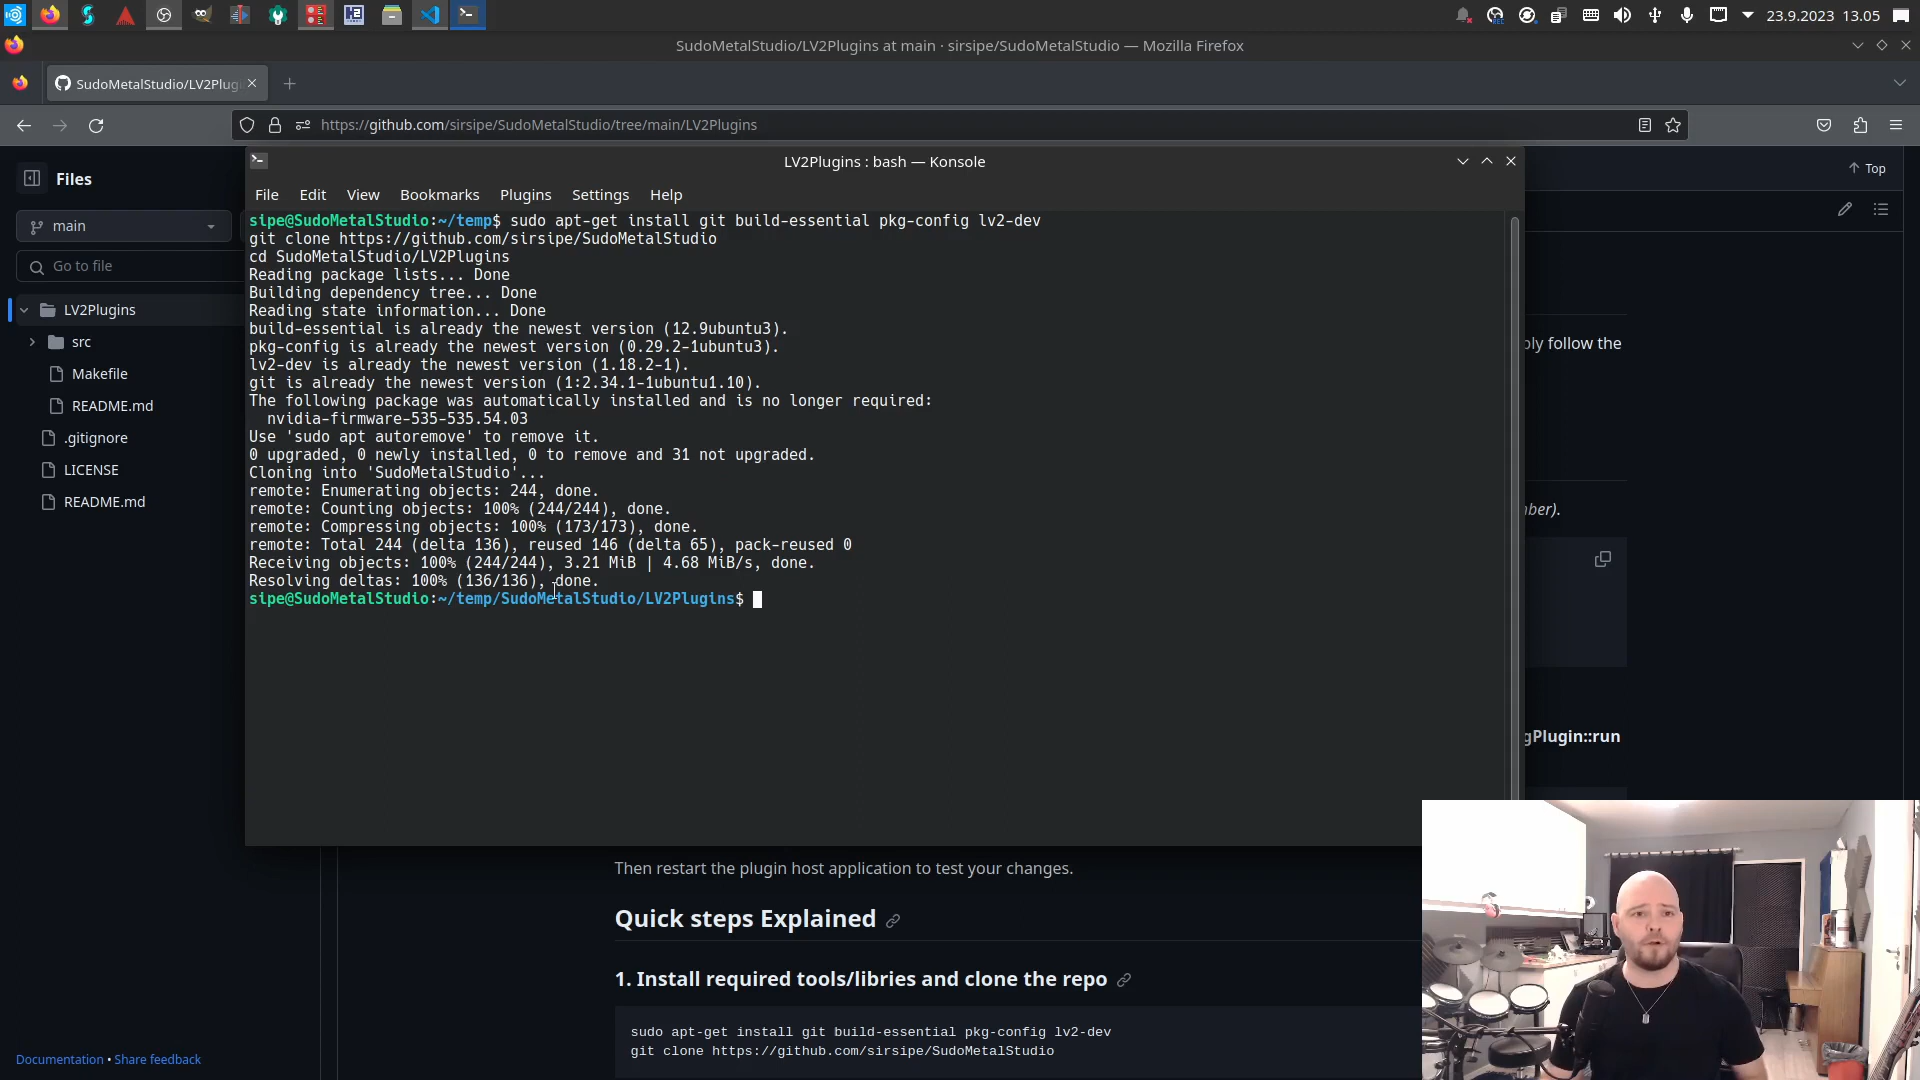 23.9.2023 13.05
SudoMetalStudio/LV2Plugins at main · sirsipe/SudoMetalStudio — Mozilla Firefox
SudoMetalStudio/LV2Plug
https://github.com/sirsipe/SudoMetalStudio/tree/main/LV2Plugins
Files
main
Go to file
LV2Plugins
src
Makefile
README.md
.gitignore
LICENSE
README.md
Documentation • Share feedback
LV2Plugins : bash — Konsole
File Edit View Bookmarks Plugins Settings Help
sipe@SudoMetalStudio:~/temp$ sudo apt-get install git build-essential pkg-config lv2-dev
git clone https://github.com/sirsipe/SudoMetalStudio
cd SudoMetalStudio/LV2Plugins
Reading package lists... Done
Building dependency tree... Done
Reading state information... Done
build-essential is already the newest version (12.9ubuntu3).
pkg-config is already the newest version (0.29.2-1ubuntu3).
lv2-dev is already the newest version (1.18.2-1).
git is already the newest version (1:2.34.1-1ubuntu1.10).
The following package was automatically installed and is no longer required:
nvidia-firmware-535-535.54.03
Use 'sudo apt autoremove' to remove it.
0 upgraded, 0 newly installed, 0 to remove and 31 not upgraded.
Cloning into 'SudoMetalStudio'...
remote: Enumerating objects: 244, done.
remote: Counting objects: 100% (244/244), done.
remote: Compressing objects: 100% (173/173), done.
remote: Total 244 (delta 136), reused 146 (delta 65), pack-reused 0
Receiving objects: 100% (244/244), 3.21 MiB | 4.68 MiB/s, done.
Resolving deltas: 100% (136/136), done.
sipe@SudoMetalStudio:~/temp/SudoMetalStudio/LV2Plugins$
Top
ply follow the
nber).
gPlugin::run
Then restart the plugin host application to test your changes.
Quick steps Explained
1. Install required tools/libries and clone the repo
sudo apt-get install git build-essential pkg-config lv2-dev
git clone https://github.com/sirsipe/SudoMetalStudio